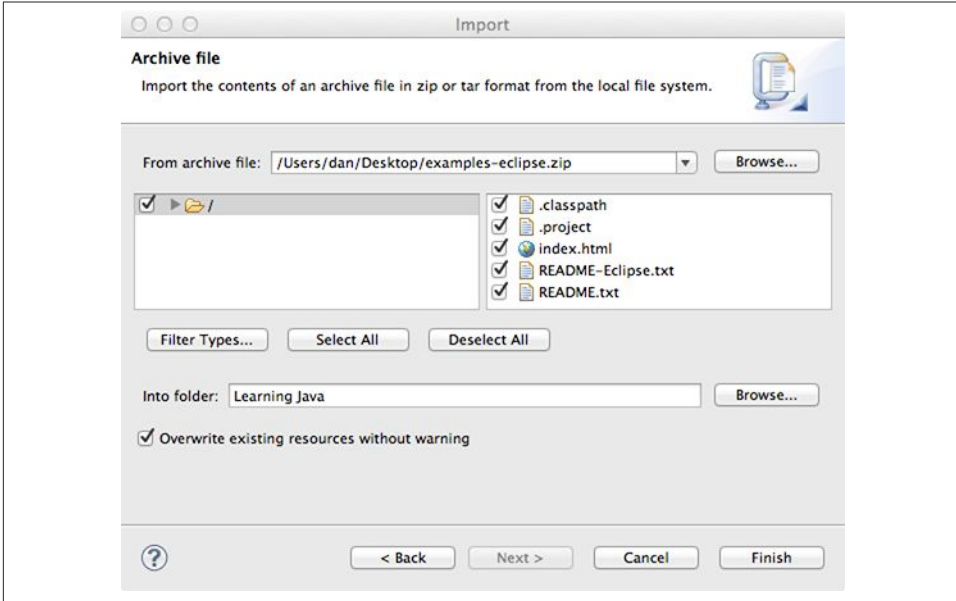 Import
Archive file
Import the contents of an archive file in zip or tar format from the local file system.
From archive file: /Users/dan/Desktop/examples-eclipse.zip Browse...
/
.classpath
.project
index.html
README-Eclipse.txt
README.txt
Filter Types... Select All Deselect All
Into folder: Learning Java Browse...
Overwrite existing resources without warning
? < Back Next > Cancel Finish